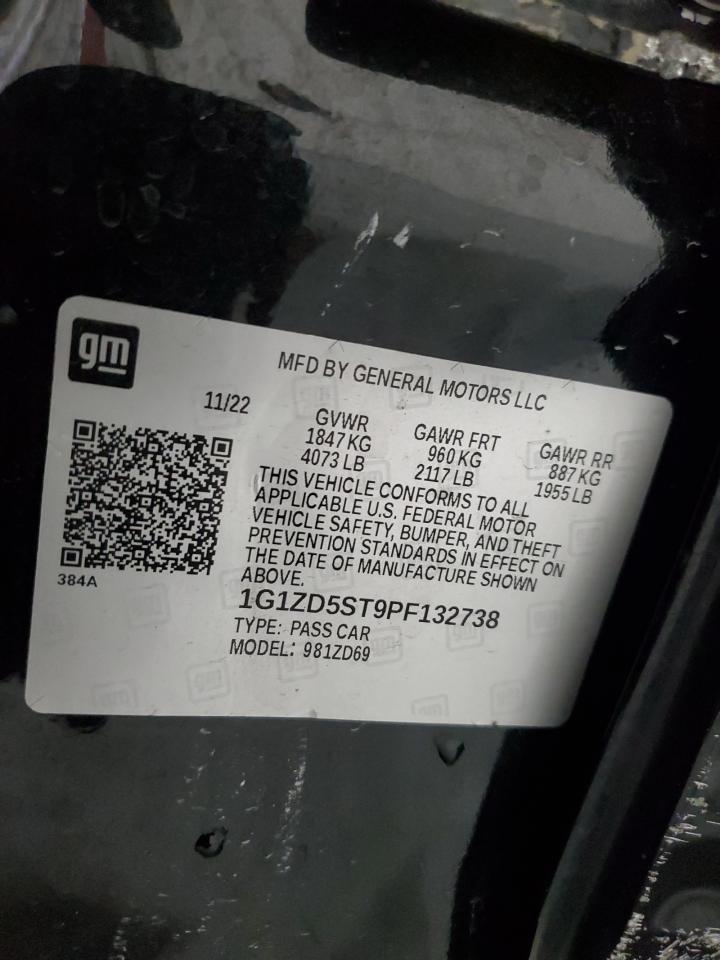 gm
MFD BY GENERAL MOTORS LLC
11/22
GVWR
1847 KG
4073 LB
GAWR FRT
960 KG
2117 LB
GAWR RR
887 KG
1955 LB
THIS VEHICLE CONFORMS TO ALL
APPLICABLE U.S. FEDERAL MOTOR
VEHICLE SAFETY, BUMPER, AND THEFT
PREVENTION STANDARDS IN EFFECT ON
THE DATE OF MANUFACTURE SHOWN
ABOVE.
384A
1G1ZD5ST9PF132738
TYPE: PASS CAR
MODEL: 981ZD69